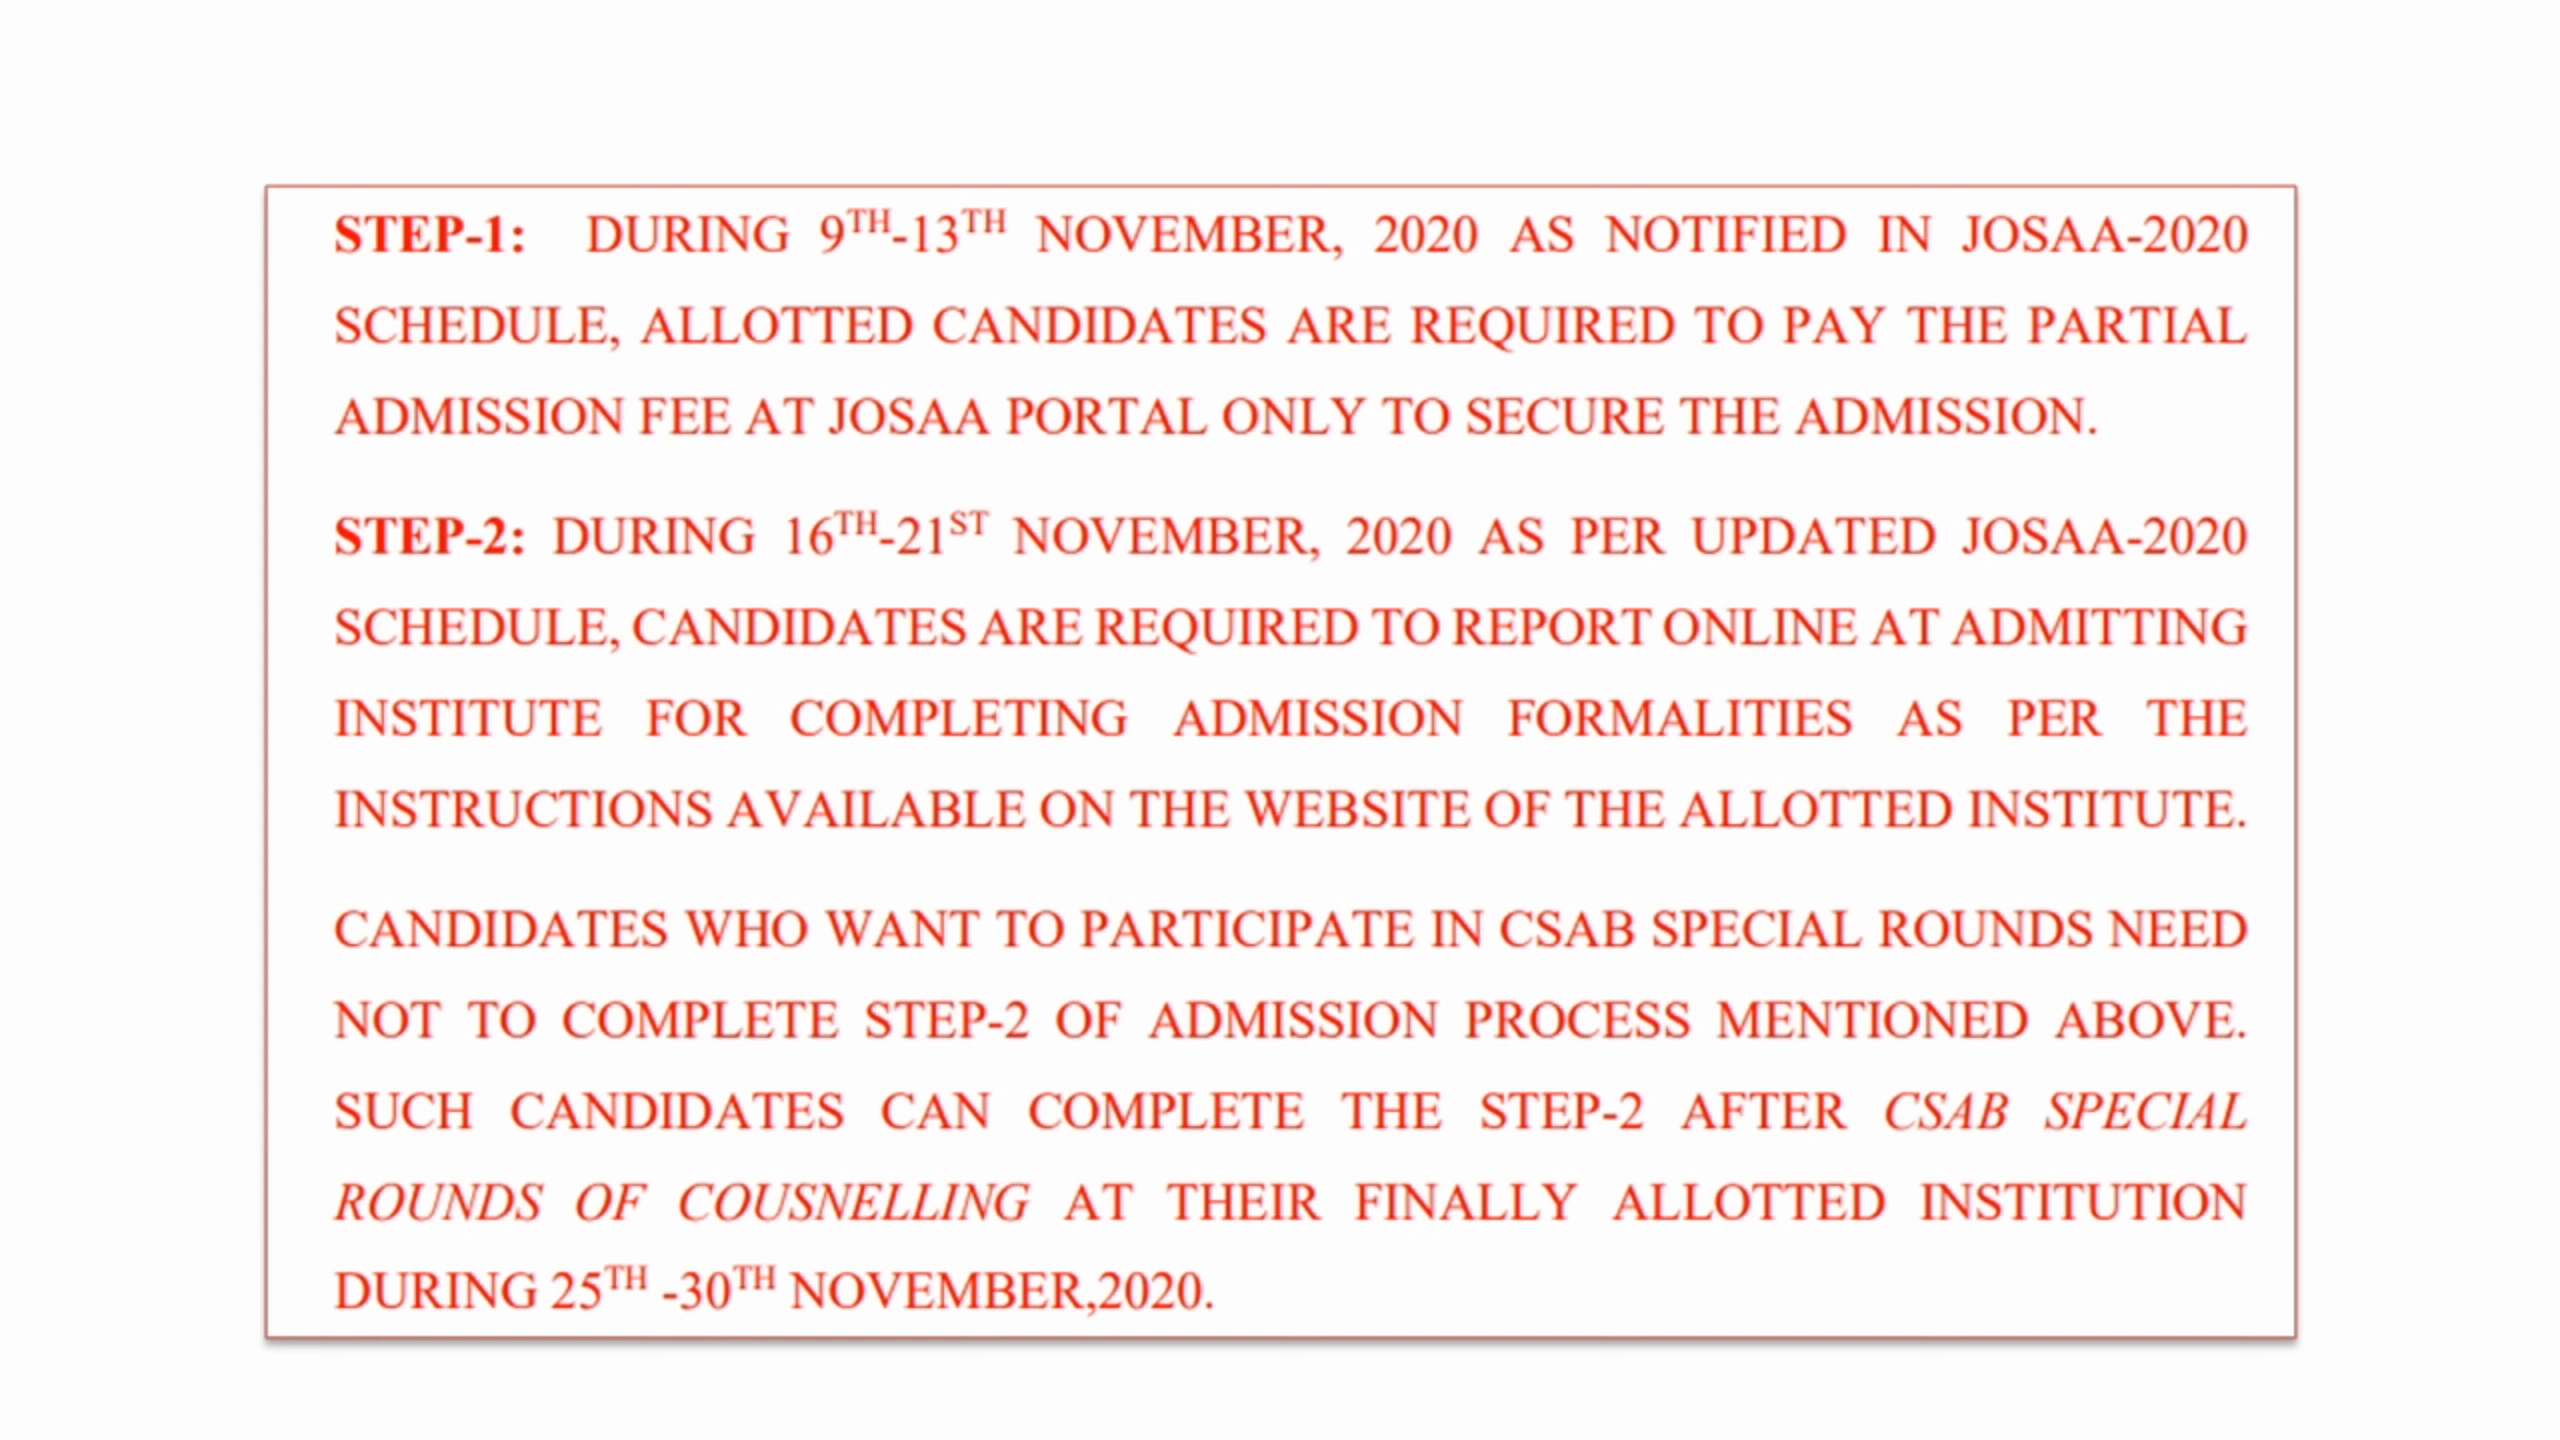 STEP-1: DURING 9TH-13TH NOVEMBER, 2020 AS NOTIFIED IN JOSAA-2020
SCHEDULE, ALLOTTED CANDIDATES ARE REQUIRED TO PAY THE PARTIAL
ADMISSION FEE AT JOSAA PORTAL ONLY TO SECURE THE ADMISSION.
STEP-2: DURING 16TH-21ST NOVEMBER, 2020 AS PER UPDATED JOSAA-2020
SCHEDULE, CANDIDATES ARE REQUIRED TO REPORT ONLINE AT ADMITTING
INSTITUTE FOR COMPLETING ADMISSION FORMALITIES AS PER THE
INSTRUCTIONS AVAILABLE ON THE WEBSITE OF THE ALLOTTED INSTITUTE.
CANDIDATES WHO WANT TO PARTICIPATE IN CSAB SPECIAL ROUNDS NEED
NOT TO COMPLETE STEP-2 OF ADMISSION PROCESS MENTIONED ABOVE.
SUCH CANDIDATES CAN COMPLETE THE STEP-2 AFTER CSAB SPECIAL
ROUNDS OF COUSNELLING AT THEIR FINALLY ALLOTTED INSTITUTION
DURING 25TH -30TH NOVEMBER,2020.